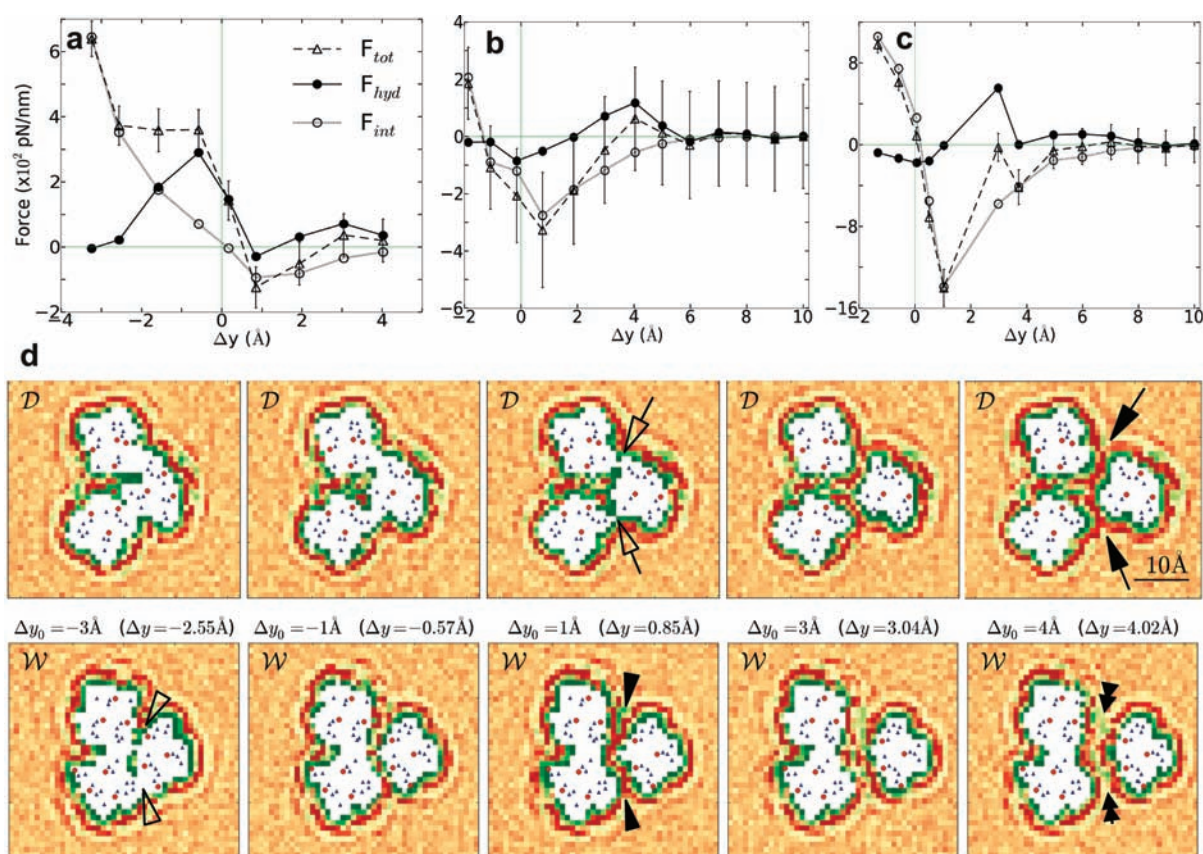 a
b
c
F_tot
F_hyd
F_int
Force (x10² pN/nm)
6
4
2
0
−2
−4
−2
0
2
4
Δy (Å)
4
2
0
−2
−4
−6
−2
0
2
4
6
8
10
Δy (Å)
8
0
−8
−16
−2
0
2
4
6
8
10
Δy (Å)
d
𝒟
𝒟
𝒟
𝒟
𝒟
10Å
Δy₀ =−3Å (Δy=−2.55Å)
Δy₀ =−1Å (Δy=−0.57Å)
Δy₀ =1Å (Δy=0.85Å)
Δy₀ =3Å (Δy=3.04Å)
Δy₀ =4Å (Δy=4.02Å)
𝒲
𝒲
𝒲
𝒲
𝒲